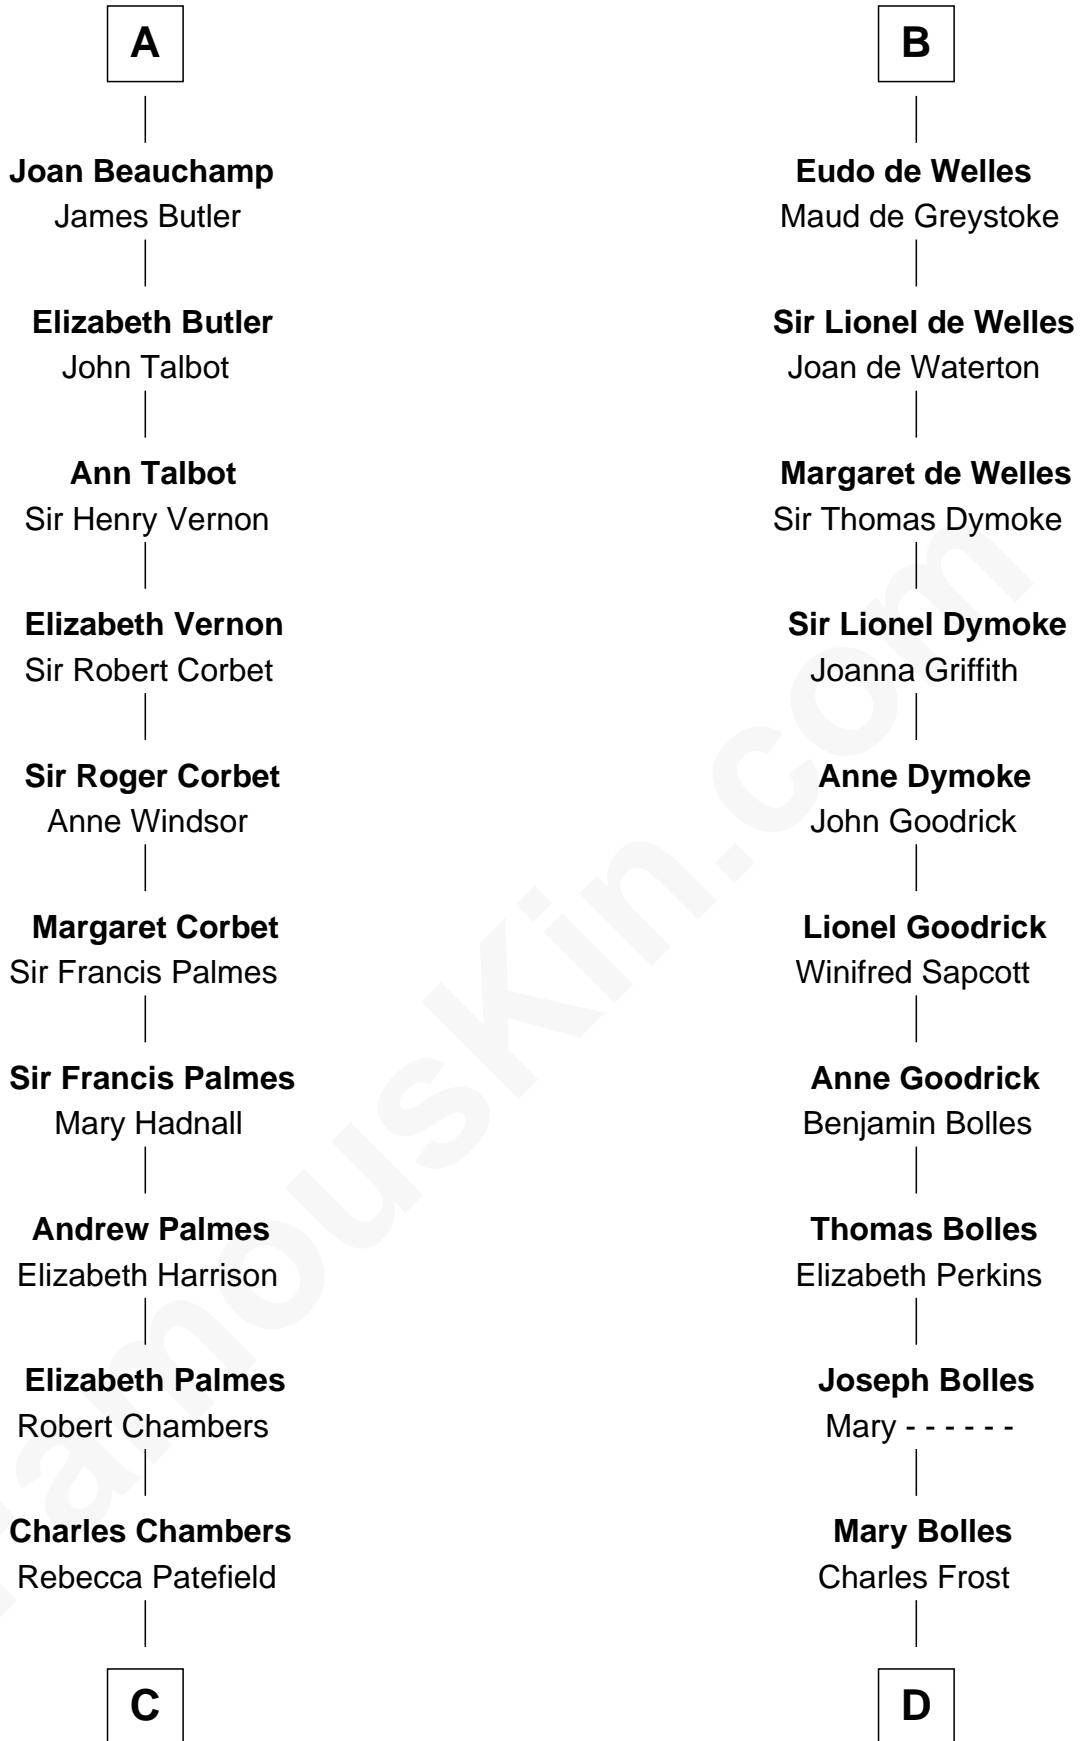 A
Joan Beauchamp
James Butler
Elizabeth Butler
John Talbot
Ann Talbot
Sir Henry Vernon
Elizabeth Vernon
Sir Robert Corbet
Sir Roger Corbet
Anne Windsor
Margaret Corbet
Sir Francis Palmes
Sir Francis Palmes
Mary Hadnall
Andrew Palmes
Elizabeth Harrison
Elizabeth Palmes
Robert Chambers
Charles Chambers
Rebecca Patefield
C
B
Eudo de Welles
Maud de Greystoke
Sir Lionel de Welles
Joan de Waterton
Margaret de Welles
Sir Thomas Dymoke
Sir Lionel Dymoke
Joanna Griffith
Anne Dymoke
John Goodrick
Lionel Goodrick
Winifred Sapcott
Anne Goodrick
Benjamin Bolles
Thomas Bolles
Elizabeth Perkins
Joseph Bolles
Mary - - - - - -
Mary Bolles
Charles Frost
D
FamousKin.com